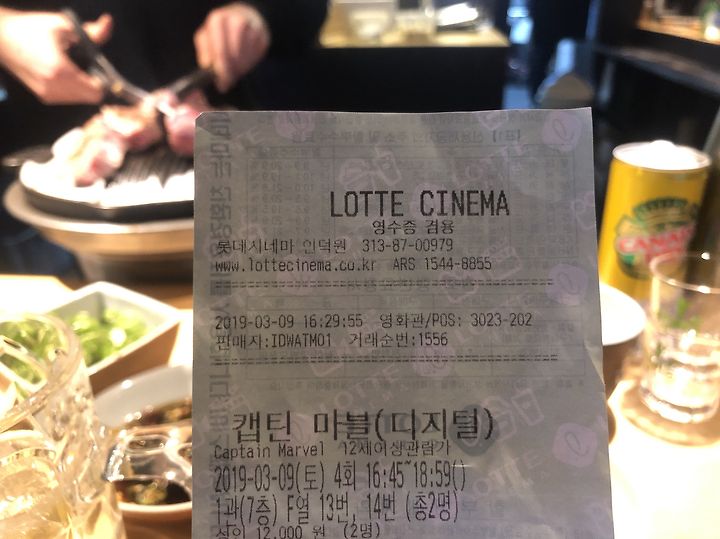 LOTTE CINEMA
영수증 겸용
롯데시네마 인덕원 313-87-00979
www.lottecinema.co.kr ARS 1544-8855
2019-03-09 16:29:55 영화관/POS: 3023-202
판매자:IDWATM01 거래순번:1556
캡틴 마블(디지털)
Captain Marvel 12세이상관람가
2019-03-09(토) 4회 16:45~18:59()
1관(7층) F열 13번, 14번 (총2명)
12,000 원 (2명)
CANADA